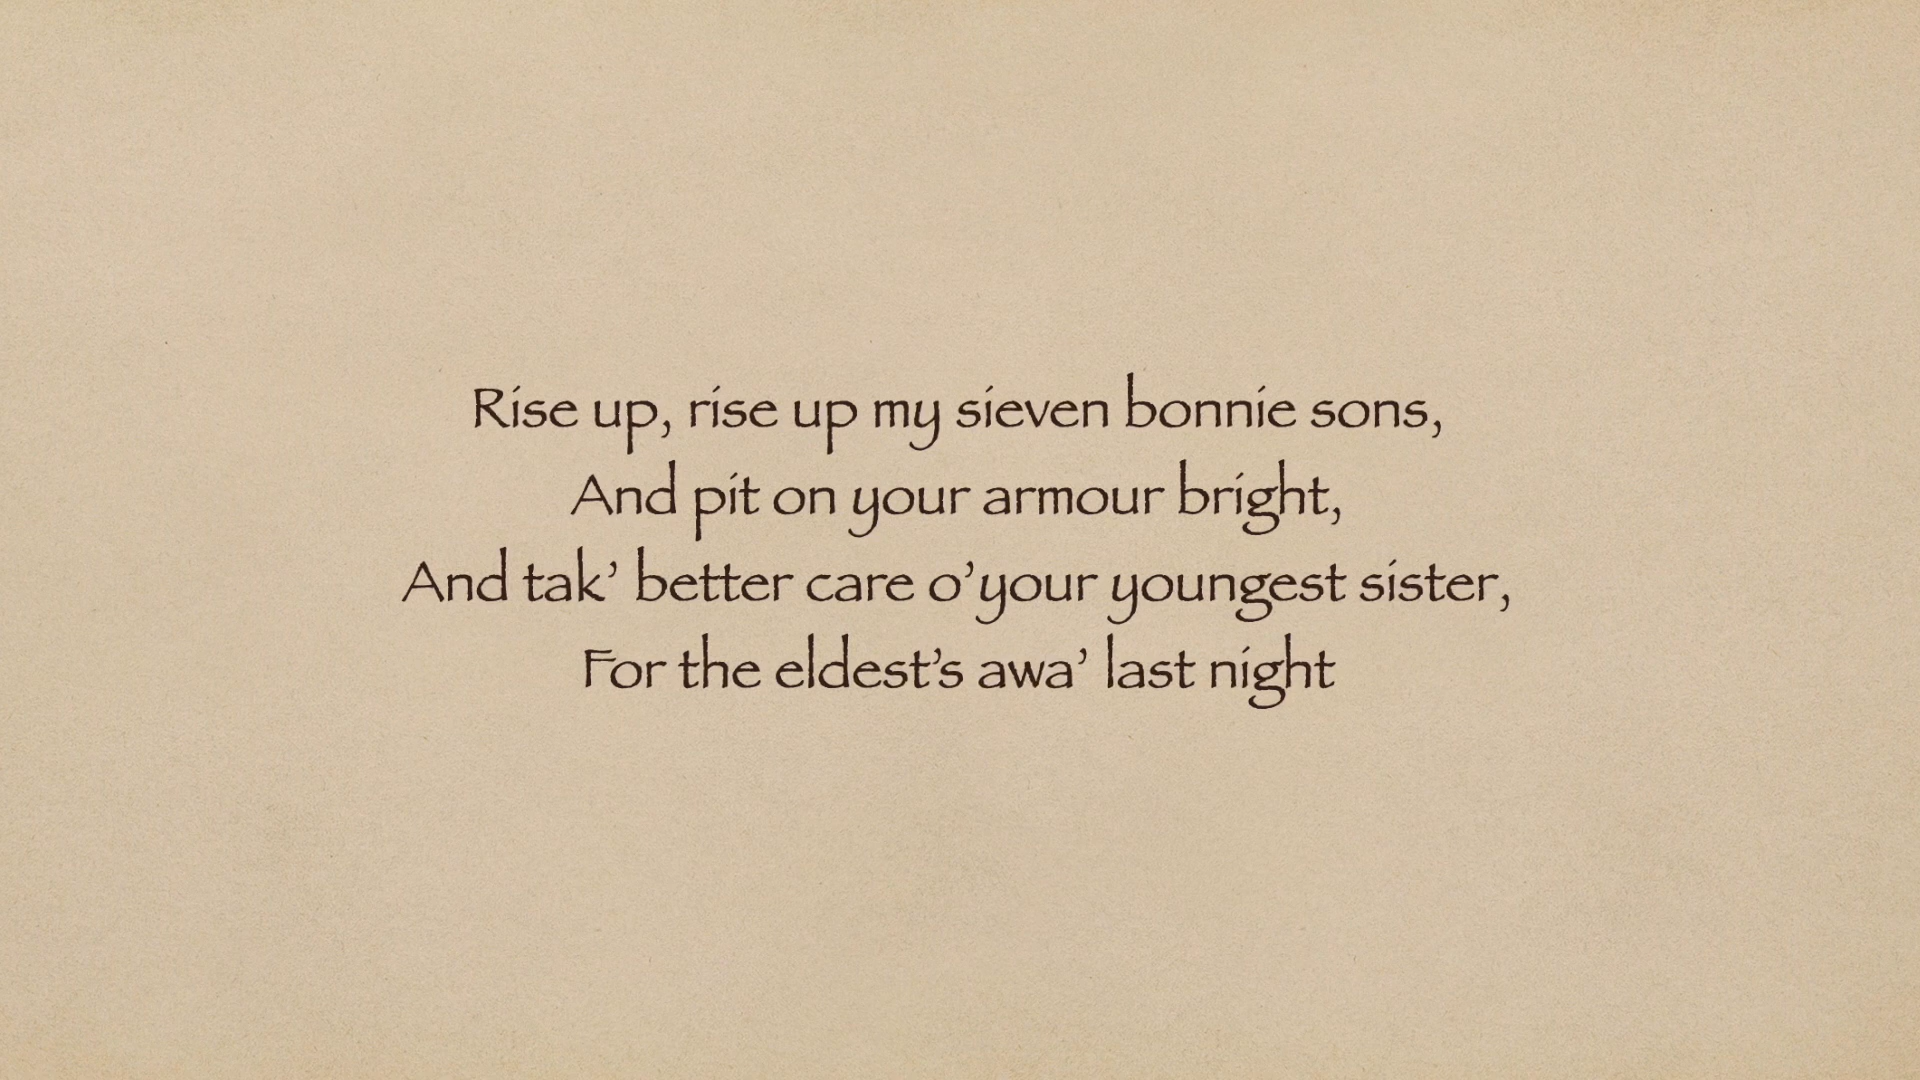 Rise up, rise up my sieven bonnie sons,
And pit on your armour bright,
And tak’ better care o’your youngest sister,
For the eldest’s awa’ last night